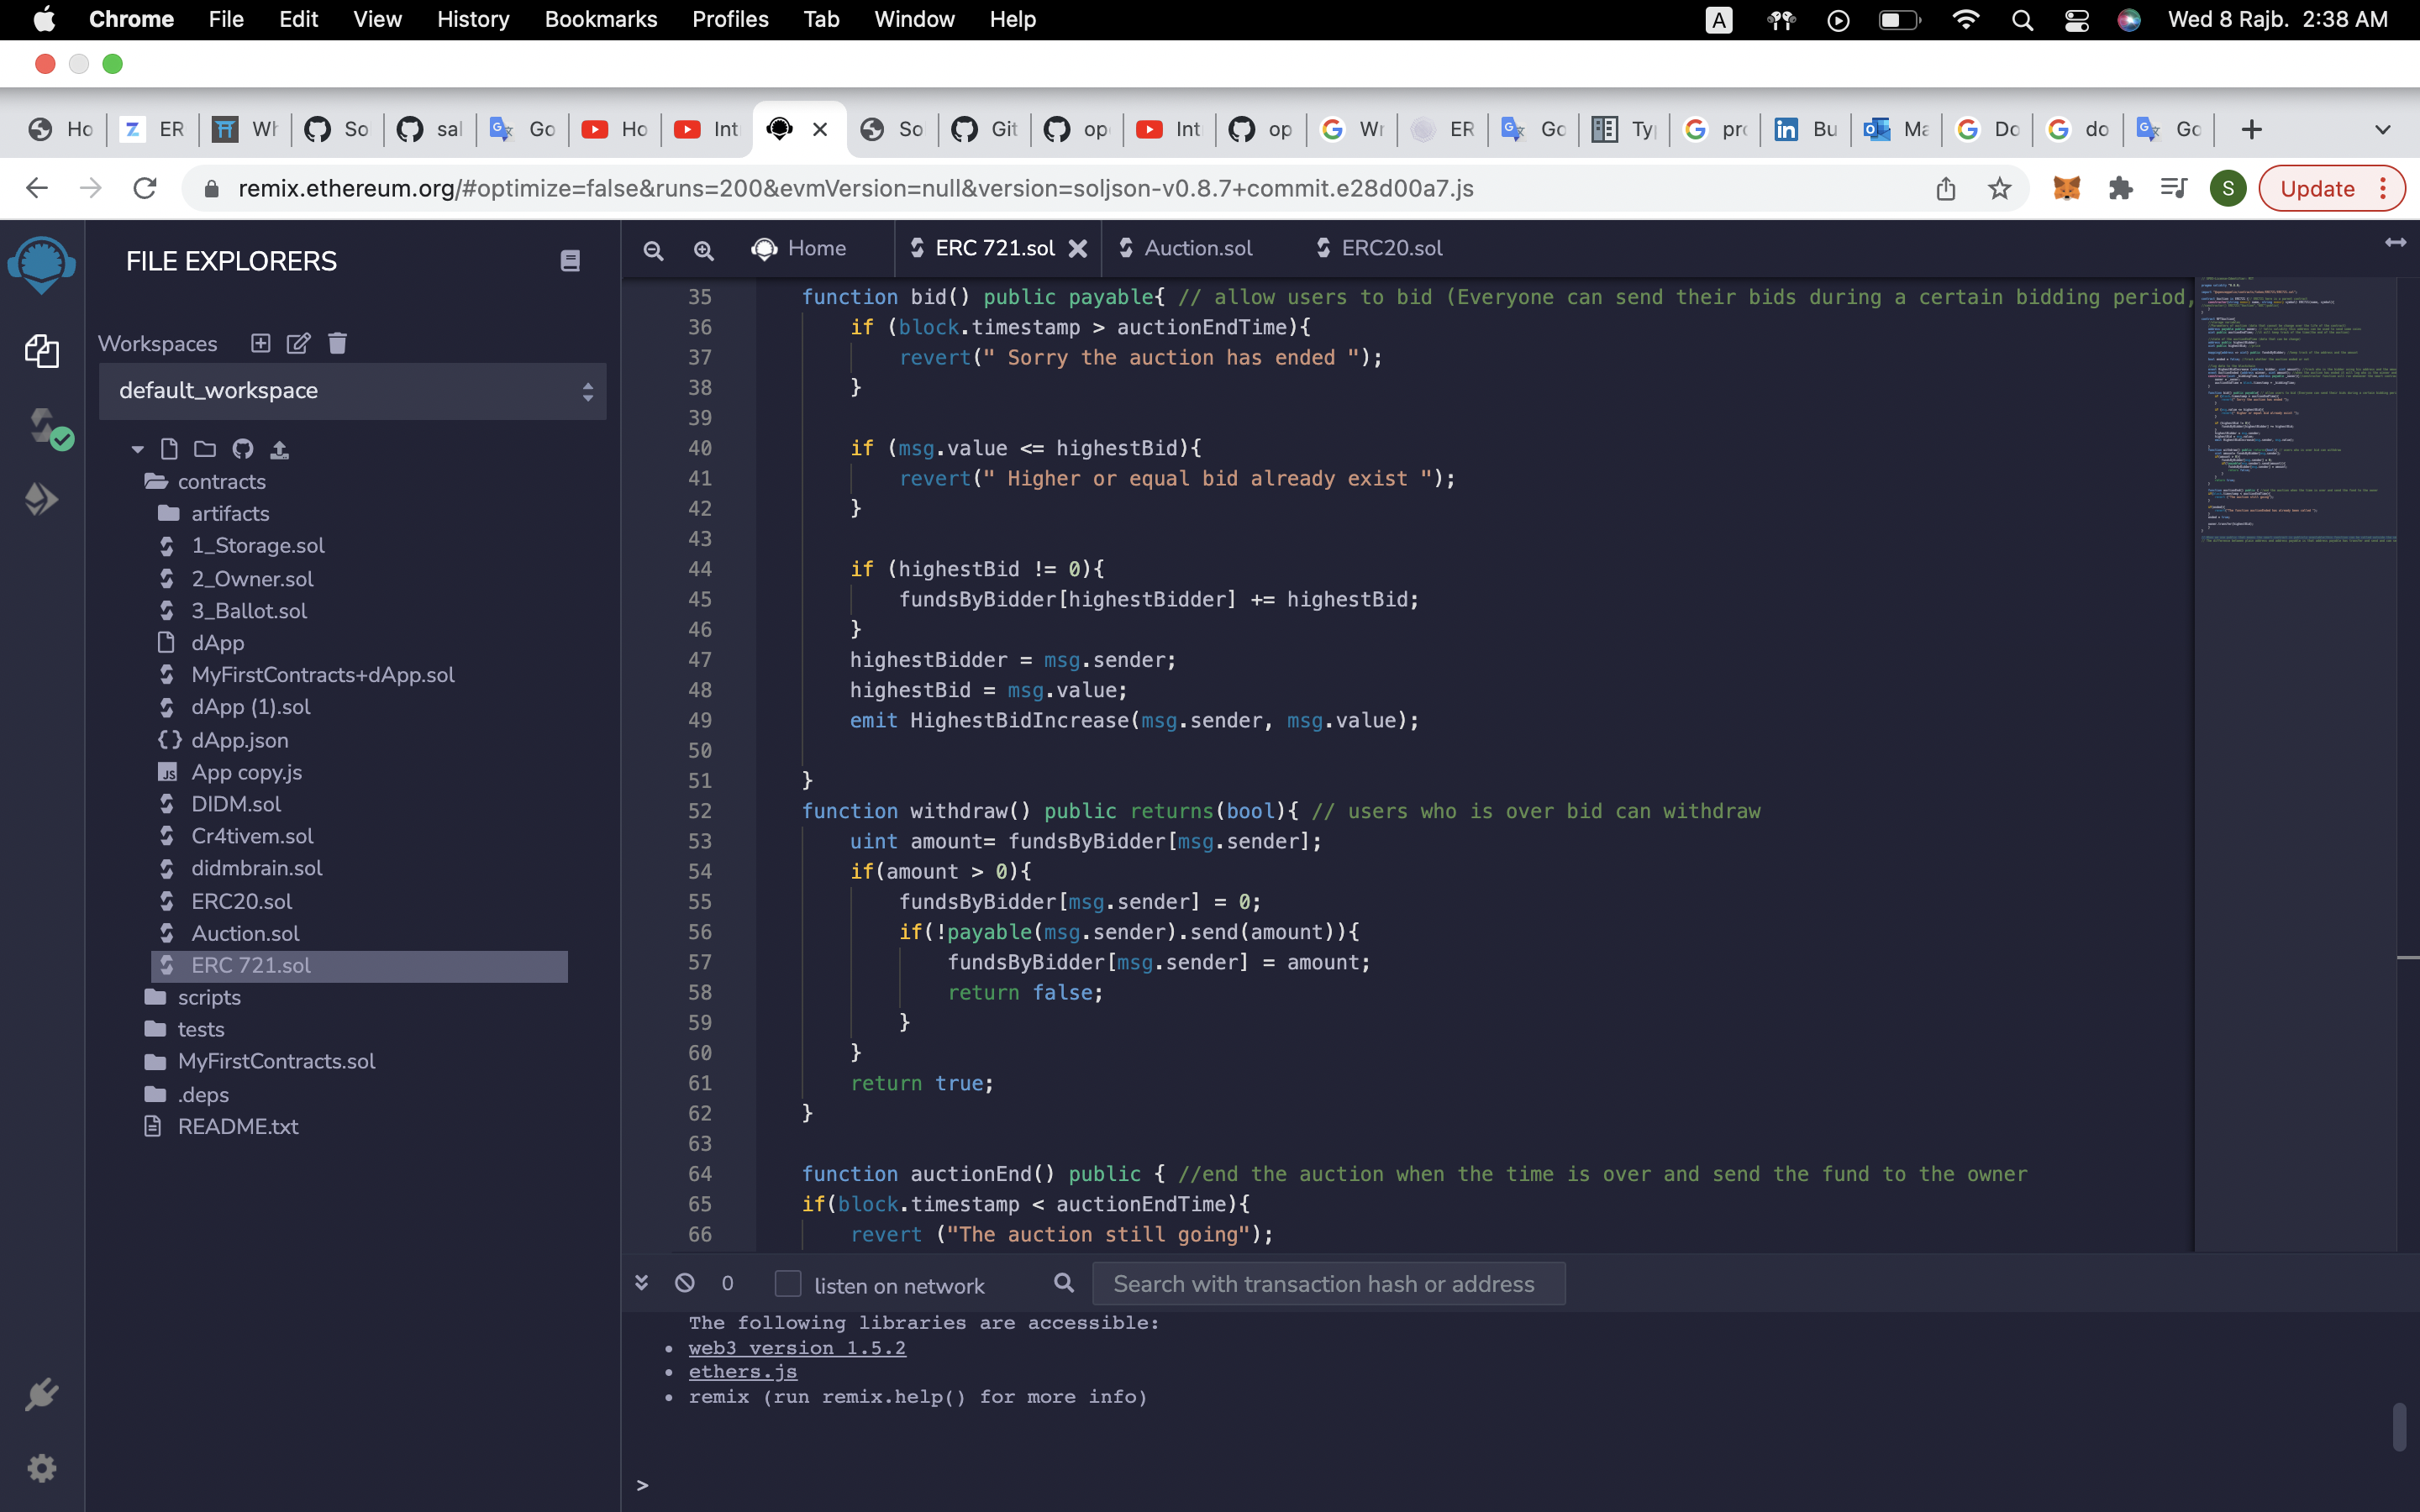 Chrome File Edit View History Bookmarks Profiles Tab Window Help A Wed 8 Rajb. 2:38 AM
Ho ER Wh So sal Go Ho Int So Git op Int op Wr ER Go Ty pro Bu Ma Do do Go
remix.ethereum.org/#optimize=false&runs=200&evmVersion=null&version=soljson-v0.8.7+commit.e28d00a7.js S Update
FILE EXPLORERS
Home ERC 721.sol Auction.sol ERC20.sol
Workspaces
default_workspace
contracts
artifacts
1_Storage.sol
2_Owner.sol
3_Ballot.sol
dApp
MyFirstContracts+dApp.sol
dApp (1).sol
dApp.json
App copy.js
DIDM.sol
Cr4tivem.sol
didmbrain.sol
ERC20.sol
Auction.sol
ERC 721.sol
scripts
tests
MyFirstContracts.sol
.deps
README.txt
35 function bid() public payable{ // allow users to bid (Everyone can send their bids during a certain bidding period,
36 if (block.timestamp > auctionEndTime){
37 revert(" Sorry the auction has ended ");
38 }
39
40 if (msg.value <= highestBid){
41 revert(" Higher or equal bid already exist ");
42 }
43
44 if (highestBid != 0){
45 fundsByBidder[highestBidder] += highestBid;
46 }
47 highestBidder = msg.sender;
48 highestBid = msg.value;
49 emit HighestBidIncrease(msg.sender, msg.value);
50
51 }
52 function withdraw() public returns(bool){ // users who is over bid can withdraw
53 uint amount= fundsByBidder[msg.sender];
54 if(amount > 0){
55 fundsByBidder[msg.sender] = 0;
56 if(!payable(msg.sender).send(amount)){
57 fundsByBidder[msg.sender] = amount;
58 return false;
59 }
60 }
61 return true;
62 }
63
64 function auctionEnd() public { //end the auction when the time is over and send the fund to the owner
65 if(block.timestamp < auctionEndTime){
66 revert ("The auction still going");
0 listen on network Search with transaction hash or address
The following libraries are accessible:
• web3 version 1.5.2
• ethers.js
• remix (run remix.help() for more info)
>